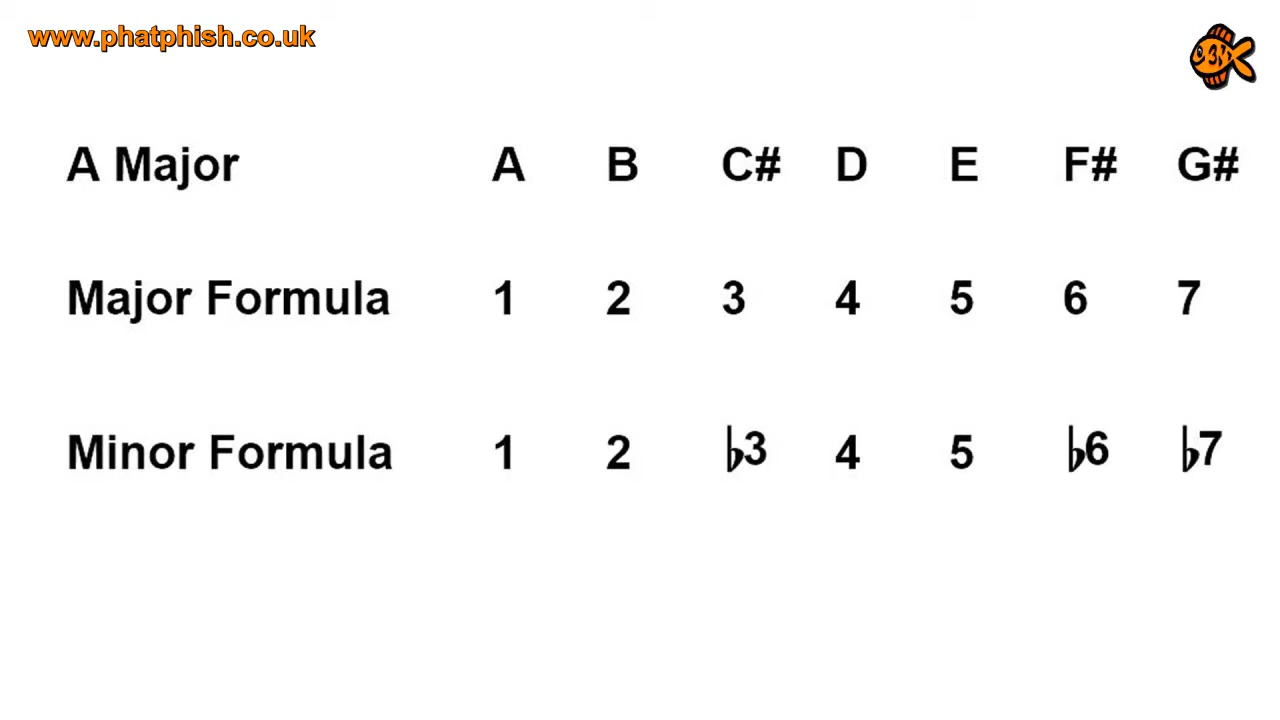 www.phatphish.co.uk
A Major A B C# D E F# G#
Major Formula 1 2 3 4 5 6 7
Minor Formula 1 2 ♭3 4 5 ♭6 ♭7